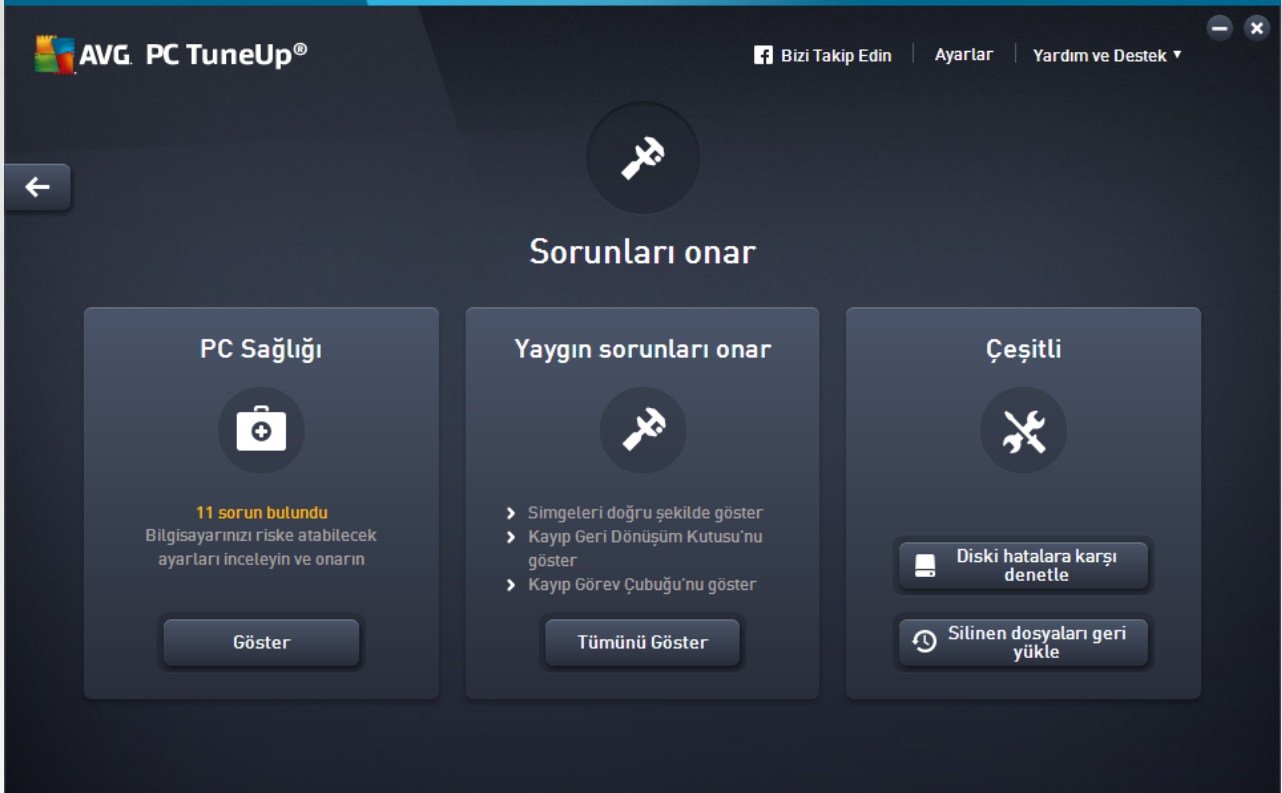 AVG PC TuneUp®
Bizi Takip Edin
Ayarlar
Yardım ve Destek
Sorunları onar
PC Sağlığı
11 sorun bulundu
Bilgisayarınızı riske atabilecek
ayarları inceleyin ve onarın
Göster
Yaygın sorunları onar
Simgeleri doğru şekilde göster
Kayıp Geri Dönüşüm Kutusu'nu
göster
Kayıp Görev Çubuğu'nu göster
Tümünü Göster
Çeşitli
Diski hatalara karşı
denetle
Silinen dosyaları geri
yükle